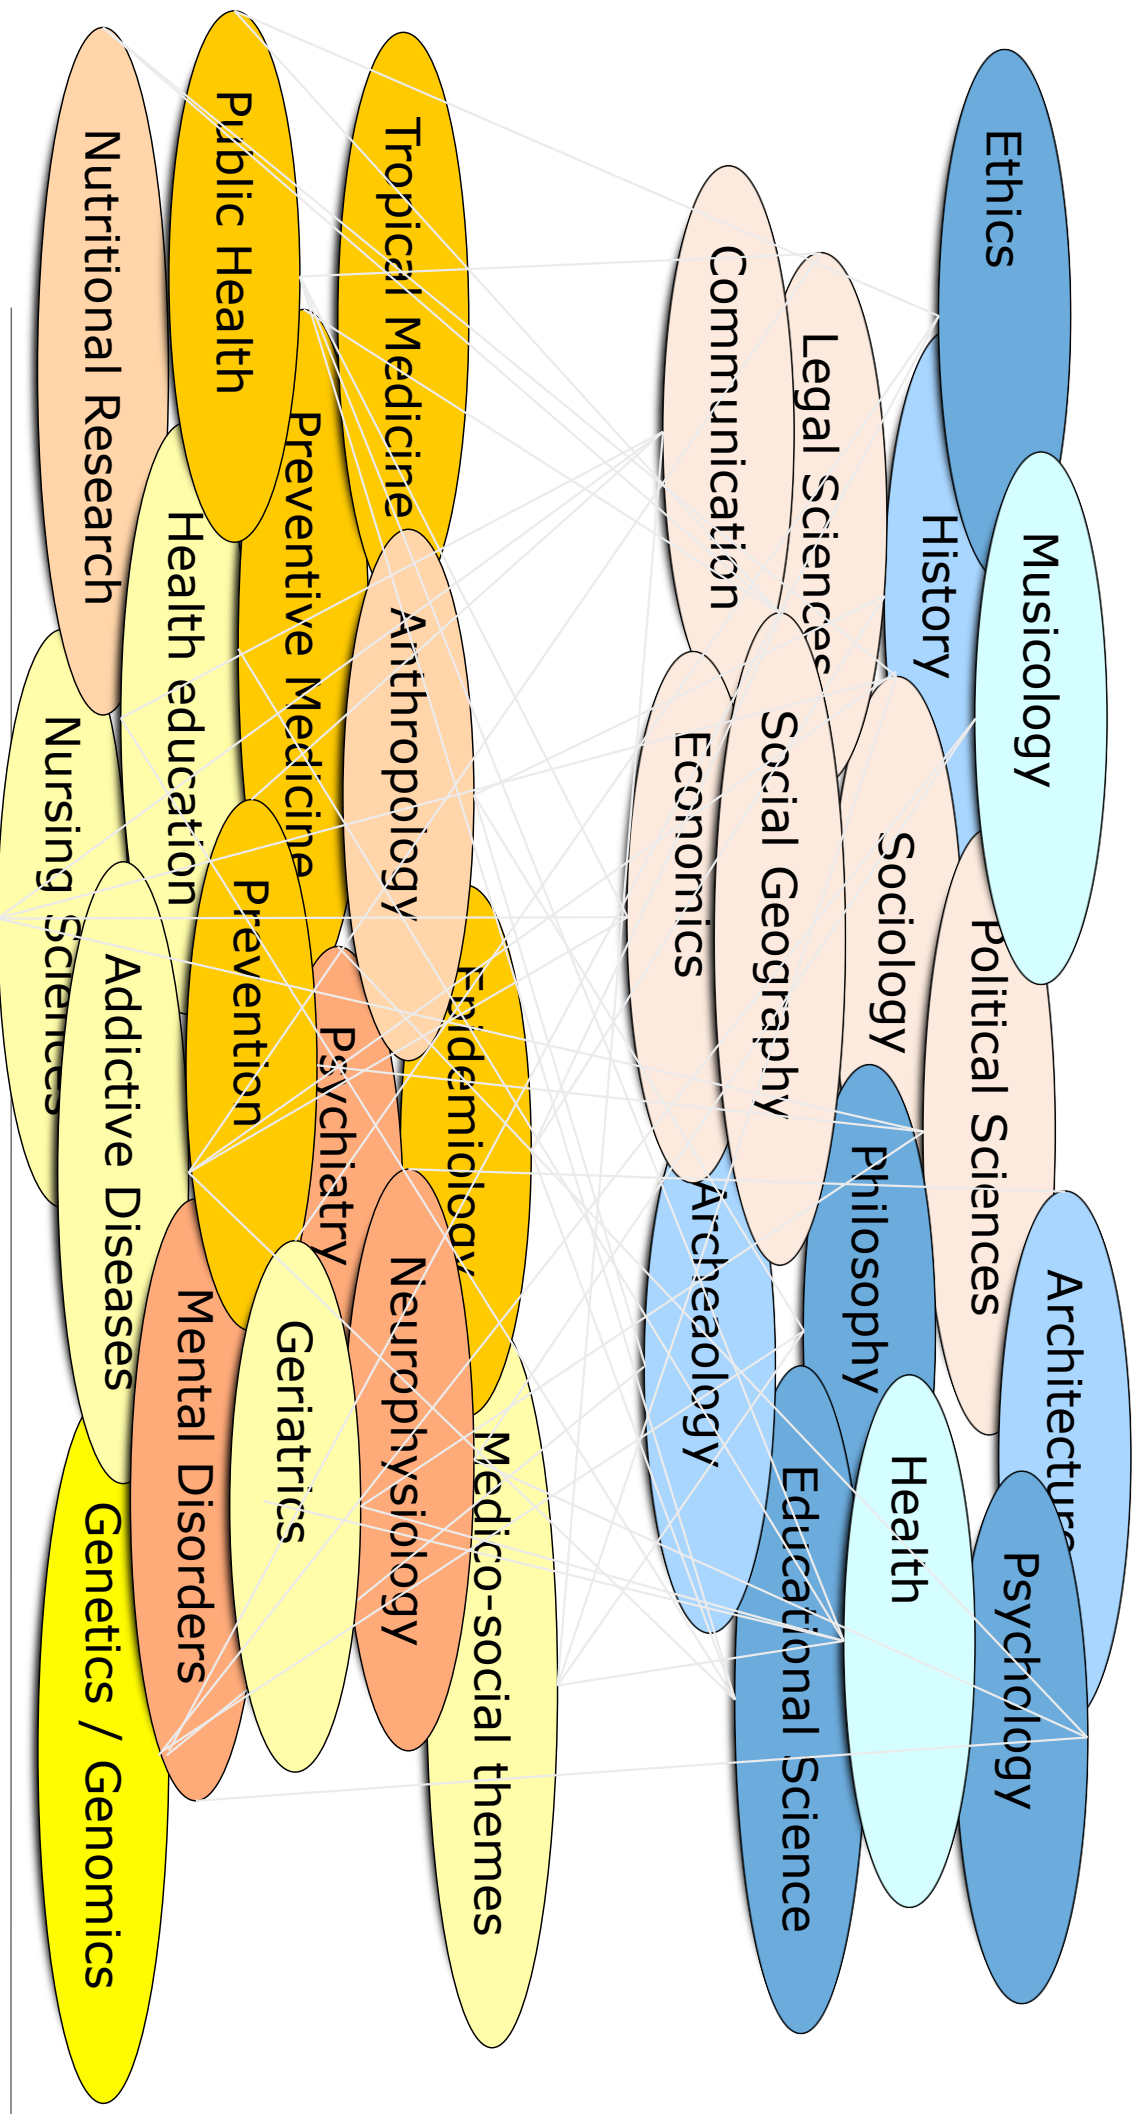 Architecture
Musicology
Psychology
Ethics
Political Sciences
History
Health
Sociology
Philosophy
Legal Sciences
Educational Science
Social Geography
Communication
Archeaology
Economics
Medico-social themes
Epidemiology
Anthropology
Neurophysiology
Tropical Medicine
Psychiatry
Preventive Medicine
Geriatrics
Prevention
Public Health
Mental Disorders
Health education
Addictive Diseases
Nutritional Research
Genetics / Genomics
Nursing Sciences